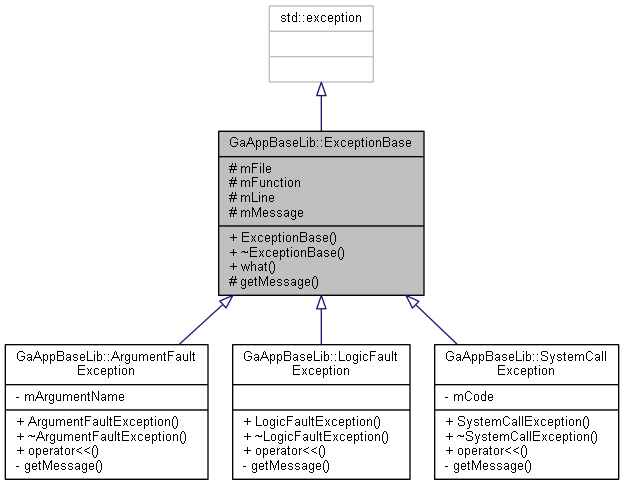 std::exception
GaAppBaseLib::ExceptionBase
# mFile
# mFunction
# mLine
# mMessage
+ ExceptionBase()
+ ~ExceptionBase()
+ what()
# getMessage()
GaAppBaseLib::ArgumentFault
Exception
- mArgumentName
+ ArgumentFaultException()
+ ~ArgumentFaultException()
+ operator<<()
- getMessage()
GaAppBaseLib::LogicFault
Exception
+ LogicFaultException()
+ ~LogicFaultException()
+ operator<<()
- getMessage()
GaAppBaseLib::SystemCall
Exception
- mCode
+ SystemCallException()
+ ~SystemCallException()
+ operator<<()
- getMessage()